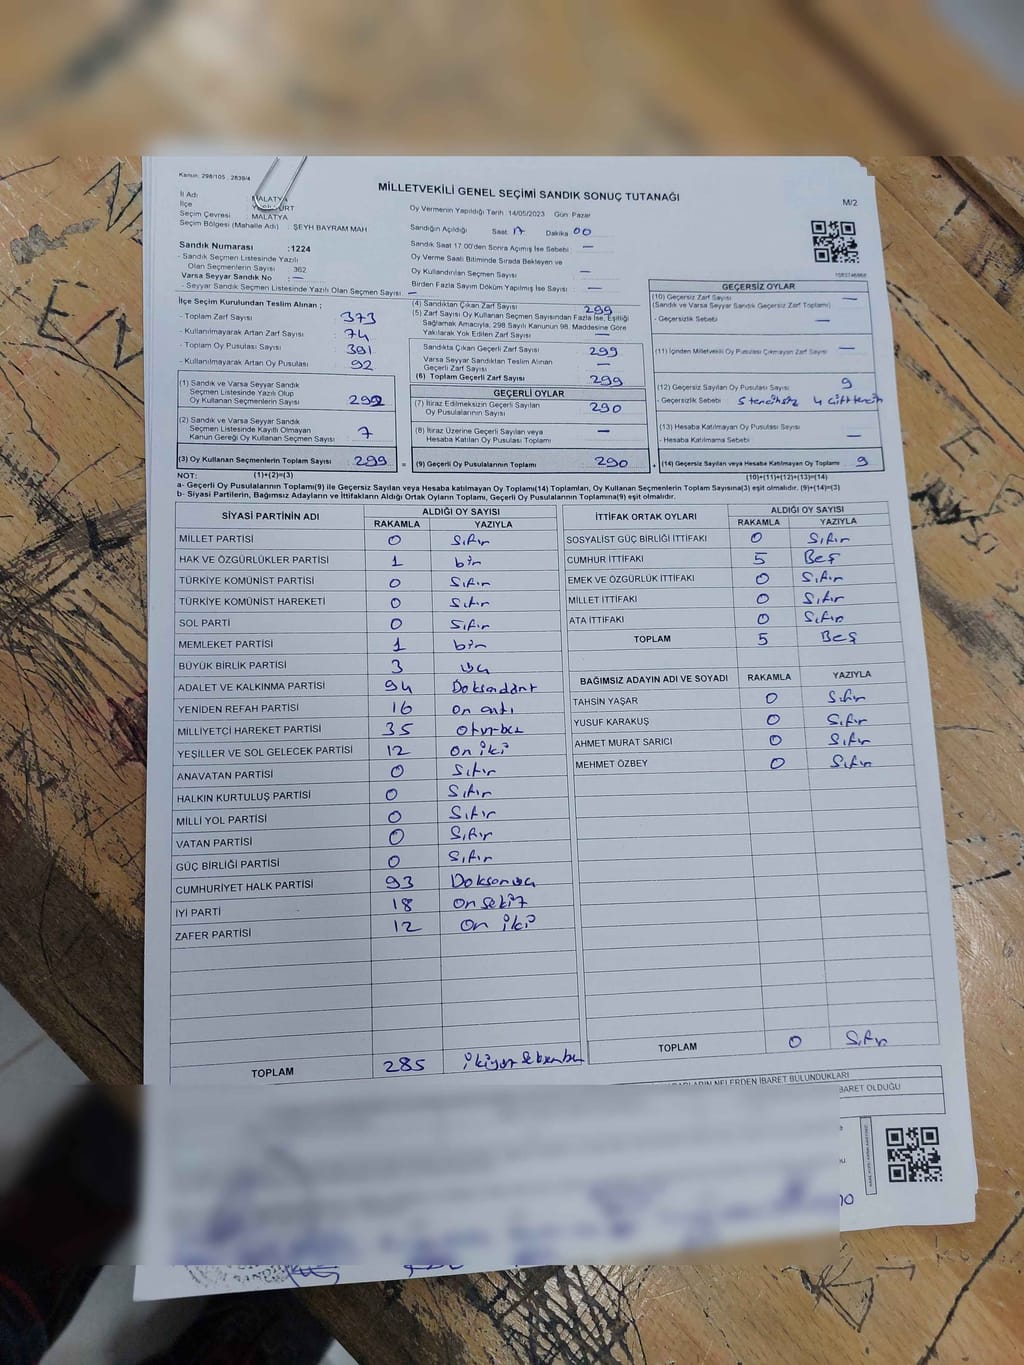 Kanun: 298/105 , 2839/4
MİLLETVEKİLİ GENEL SEÇİMİ SANDIK SONUÇ TUTANAĞI
M/2
İl Adı : MALATYA
İlçe
Seçim Çevresi : MALATYA
Seçim Bölgesi (Mahalle Adı) : ŞEYH BAYRAM MAH
Sandık Numarası :1224
- Sandık Seçmen Listesinde Yazılı
Olan Seçmenlerin Sayısı 362
Varsa Seyyar Sandık No : —
- Seyyar Sandık Seçmen Listesinde Yazılı Olan Seçmen Sayısı: —
Oy Vermenin Yapıldığı Tarih :14/05/2023 Gün: Pazar
Sandığın Açıldığı Saat: 17 Dakika 00
Sandık Saat 17:00'den Sonra Açılmış İse Sebebi : —
Oy Verme Saati Bitiminde Sırada Bekleyen ve
Oy Kullandırılan Seçmen Sayısı : —
Birden Fazla Sayım Döküm Yapılmış İse Sayısı : —
İlçe Seçim Kurulundan Teslim Alınan ;
- Toplam Zarf Sayısı : 373
- Kullanılmayarak Artan Zarf Sayısı : 74
- Toplam Oy Pusulası Sayısı : 391
- Kullanılmayarak Artan Oy Pusulası : 92
(1) Sandık ve Varsa Seyyar Sandık
Seçmen Listesinde Yazılı Olup
Oy Kullanan Seçmenlerin Sayısı : 292
(2) Sandık ve Varsa Seyyar Sandık
Seçmen Listesinde Kayıtlı Olmayan
Kanun Gereği Oy Kullanan Seçmen Sayısı : 7
(3) Oy Kullanan Seçmenlerin Toplam Sayısı : 299
(4) Sandıktan Çıkan Zarf Sayısı : 299
(5) Zarf Sayısı Oy Kullanan Seçmen Sayısından Fazla İse, Eşitliği
Sağlamak Amacıyla, 298 Sayılı Kanunun 98. Maddesine Göre
Yakılarak Yok Edilen Zarf Sayısı : —
Sandıkta Çıkan Geçerli Zarf Sayısı : 299
Varsa Seyyar Sandıktan Teslim Alınan
Geçerli Zarf Sayısı : —
(6) Toplam Geçerli Zarf Sayısı : 299
GEÇERLİ OYLAR
(7) İtiraz Edilmeksizin Geçerli Sayılan
Oy Pusulalarının Sayısı : 290
(8) İtiraz Üzerine Geçerli Sayılan veya
Hesaba Katılan Oy Pusulası Toplamı : —
= (9) Geçerli Oy Pusulalarının Toplamı : 290
GEÇERSİZ OYLAR
(10) Geçersiz Zarf Sayısı : —
(Sandık ve Varsa Seyyar Sandık Geçersiz Zarf Toplamı)
- Geçersizlik Sebebi : —
(11) İçinden Milletvekili Oy Pusulası Çıkmayan Zarf Sayısı : —
(12) Geçersiz Sayılan Oy Pusulası Sayısı : 9
- Geçersizlik Sebebi : 5 tercihsiz 4 çift tercih
(13) Hesaba Katılmayan Oy Pusulası Sayısı :
- Hesaba Katılmama Sebebi : —
+ (14) Geçersiz Sayılan veya Hesaba Katılmayan Oy Toplamı : 9
NOT: (1)+(2)=(3)
(10)+(11)+(12)+(13)=(14)
a- Geçerli Oy Pusulalarının Toplamı(9) ile Geçersiz Sayılan veya Hesaba katılmayan Oy Toplamı(14) Toplamları, Oy Kullanan Seçmenlerin Toplam Sayısına(3) eşit olmalıdır. (9)+(14)=(3)
b- Siyasi Partilerin, Bağımsız Adayların ve İttifakların Aldığı Ortak Oyların Toplamı, Geçerli Oy Pusulalarının Toplamına(9) eşit olmalıdır.
SİYASİ PARTİNİN ADI ALDIĞI OY SAYISI
RAKAMLA YAZIYLA
MİLLET PARTİSİ 0 Sıfır
HAK VE ÖZGÜRLÜKLER PARTİSİ 1 bir
TÜRKİYE KOMÜNİST PARTİSİ 0 Sıfır
TÜRKİYE KOMÜNİST HAREKETİ 0 Sıfır
SOL PARTİ 0 Sıfır
MEMLEKET PARTİSİ 1 bir
BÜYÜK BİRLİK PARTİSİ 3 üç
ADALET VE KALKINMA PARTİSİ 94 Doksandört
YENİDEN REFAH PARTİSİ 16 On altı
MİLLİYETÇİ HAREKET PARTİSİ 35 Otuzbeş
YEŞİLLER VE SOL GELECEK PARTİSİ 12 On iki
ANAVATAN PARTİSİ 0 Sıfır
HALKIN KURTULUŞ PARTİSİ 0 Sıfır
MİLLİ YOL PARTİSİ 0 Sıfır
VATAN PARTİSİ 0 Sıfır
GÜÇ BİRLİĞİ PARTİSİ 0 Sıfır
CUMHURİYET HALK PARTİSİ 93 Doksanüç
İYİ PARTİ 18 Onsekiz
ZAFER PARTİSİ 12 On iki
TOPLAM 285 ikiyüz seksenbeş
İTTİFAK ORTAK OYLARI ALDIĞI OY SAYISI
RAKAMLA YAZIYLA
SOSYALİST GÜÇ BİRLİĞİ İTTİFAKI 0 Sıfır
CUMHUR İTTİFAKI 5 Beş
EMEK VE ÖZGÜRLÜK İTTİFAKI 0 Sıfır
MİLLET İTTİFAKI 0 Sıfır
ATA İTTİFAKI 0 Sıfır
TOPLAM 5 Beş
BAĞIMSIZ ADAYIN ADI VE SOYADI RAKAMLA YAZIYLA
TAHSİN YAŞAR 0 Sıfır
YUSUF KARAKUŞ 0 Sıfır
AHMET MURAT SARICI 0 Sıfır
MEHMET ÖZBEY 0 Sıfır
TOPLAM 0 Sıfır
NELERDEN İBARET BULUNDUKLARI
BARET OLDUĞU